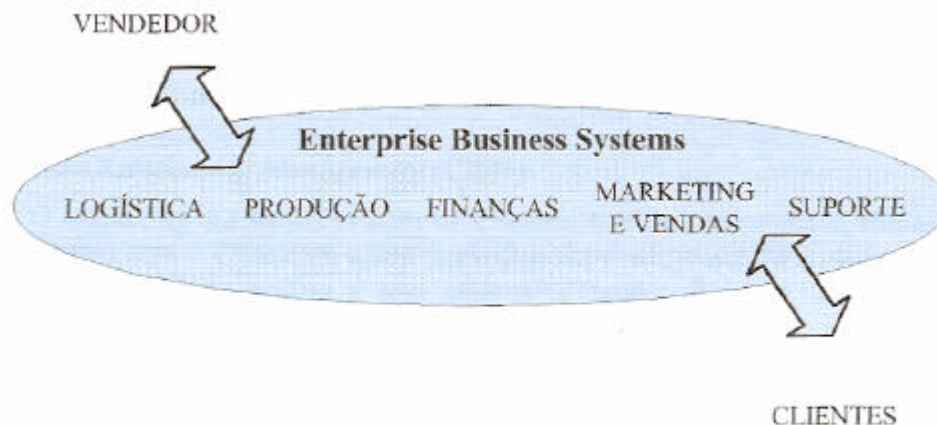 VENDEDOR
Enterprise Business Systems
LOGÍSTICA PRODUÇÃO FINANÇAS MARKETING E VENDAS SUPORTE
CLIENTES